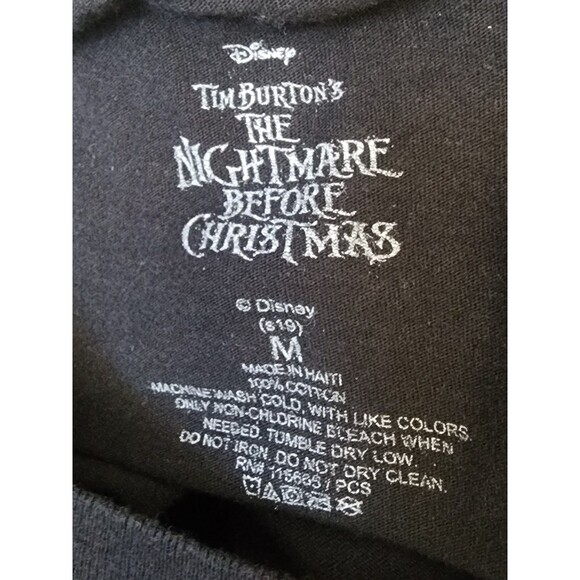 Disney
TIM BURTON'S
THE
NIGHTMARE
BEFORE
CHRISTMAS
© Disney
(s19)
M
MADE IN HAITI
100% COTTON
MACHINE WASH COLD, WITH LIKE COLORS.
ONLY NON-CHLORINE BLEACH WHEN
NEEDED. TUMBLE DRY LOW.
DO NOT IRON. DO NOT DRY CLEAN.
RN# / PCS